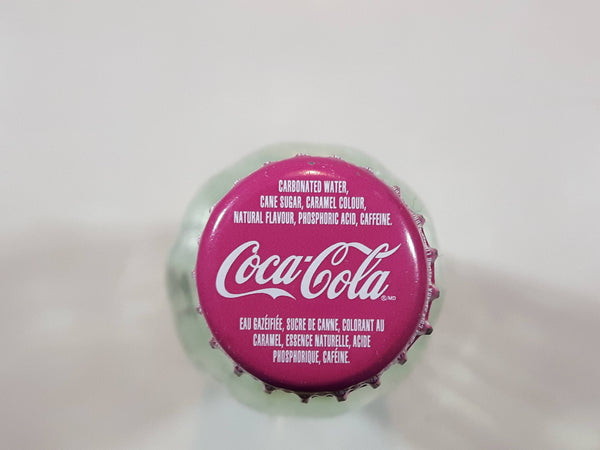 CARBONATED WATER,
CANE SUGAR, CARAMEL COLOUR,
NATURAL FLAVOUR, PHOSPHORIC ACID, CAFFEINE.
Coca-Cola ®/MD
EAU GAZÉIFIÉE, SUCRE DE CANNE, COLORANT AU
CARAMEL, ESSENCE NATURELLE, ACIDE
PHOSPHORIQUE, CAFÉINE.